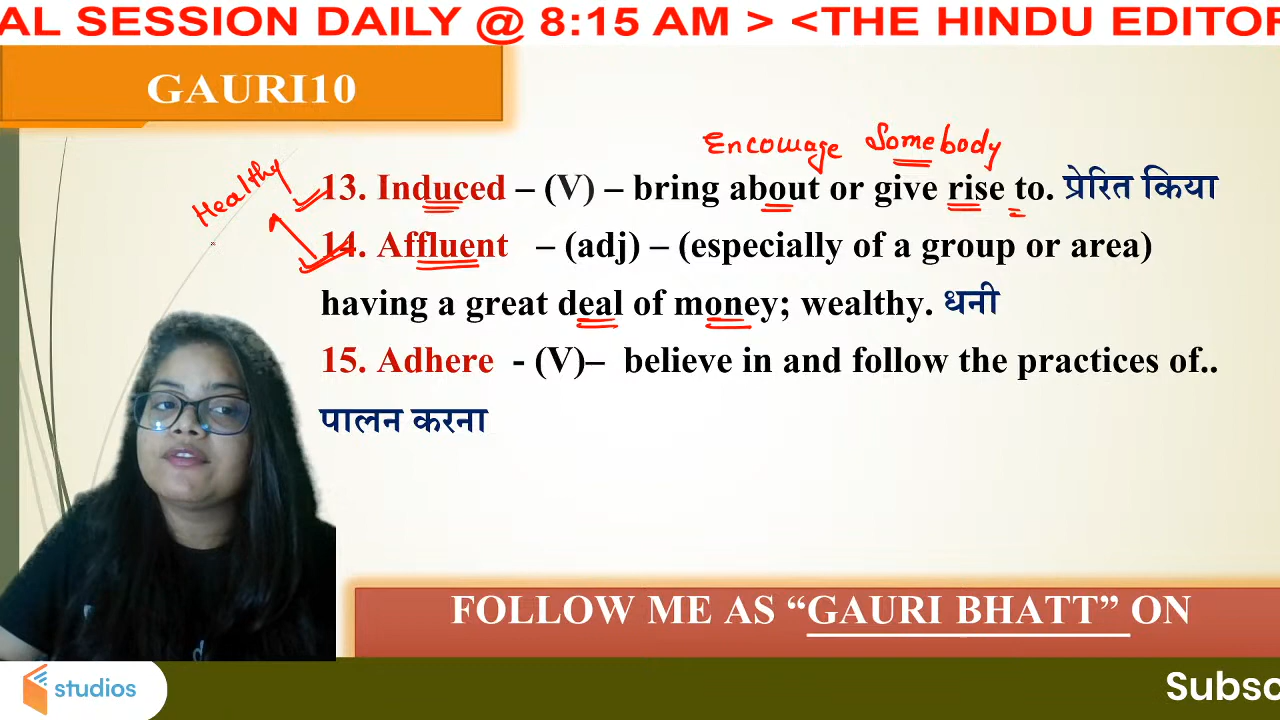 AL SESSION DAILY @ 8:15 AM > <THE HINDU EDITOR
GAURI10
Encourage Somebody
Healthy
13. Induced – (V) – bring about or give rise to. प्रेरित किया
14. Affluent – (adj) – (especially of a group or area)
having a great deal of money; wealthy. धनी
15. Adhere - (V)– believe in and follow the practices of..
पालन करना
FOLLOW ME AS “GAURI BHATT” ON
studios
Subsc